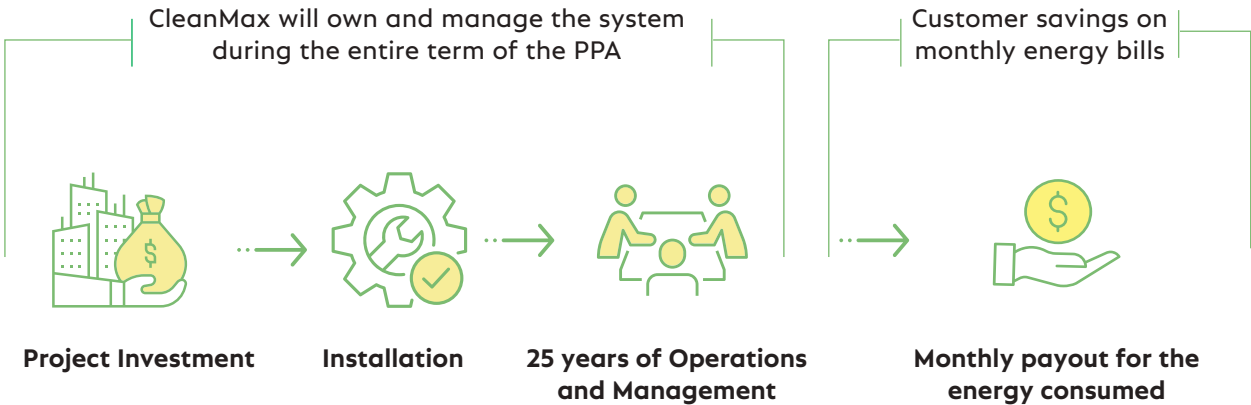 CleanMax will own and manage the system
during the entire term of the PPA
Customer savings on
monthly energy bills
$
$
Project Investment
Installation
25 years of Operations
and Management
Monthly payout for the
energy consumed